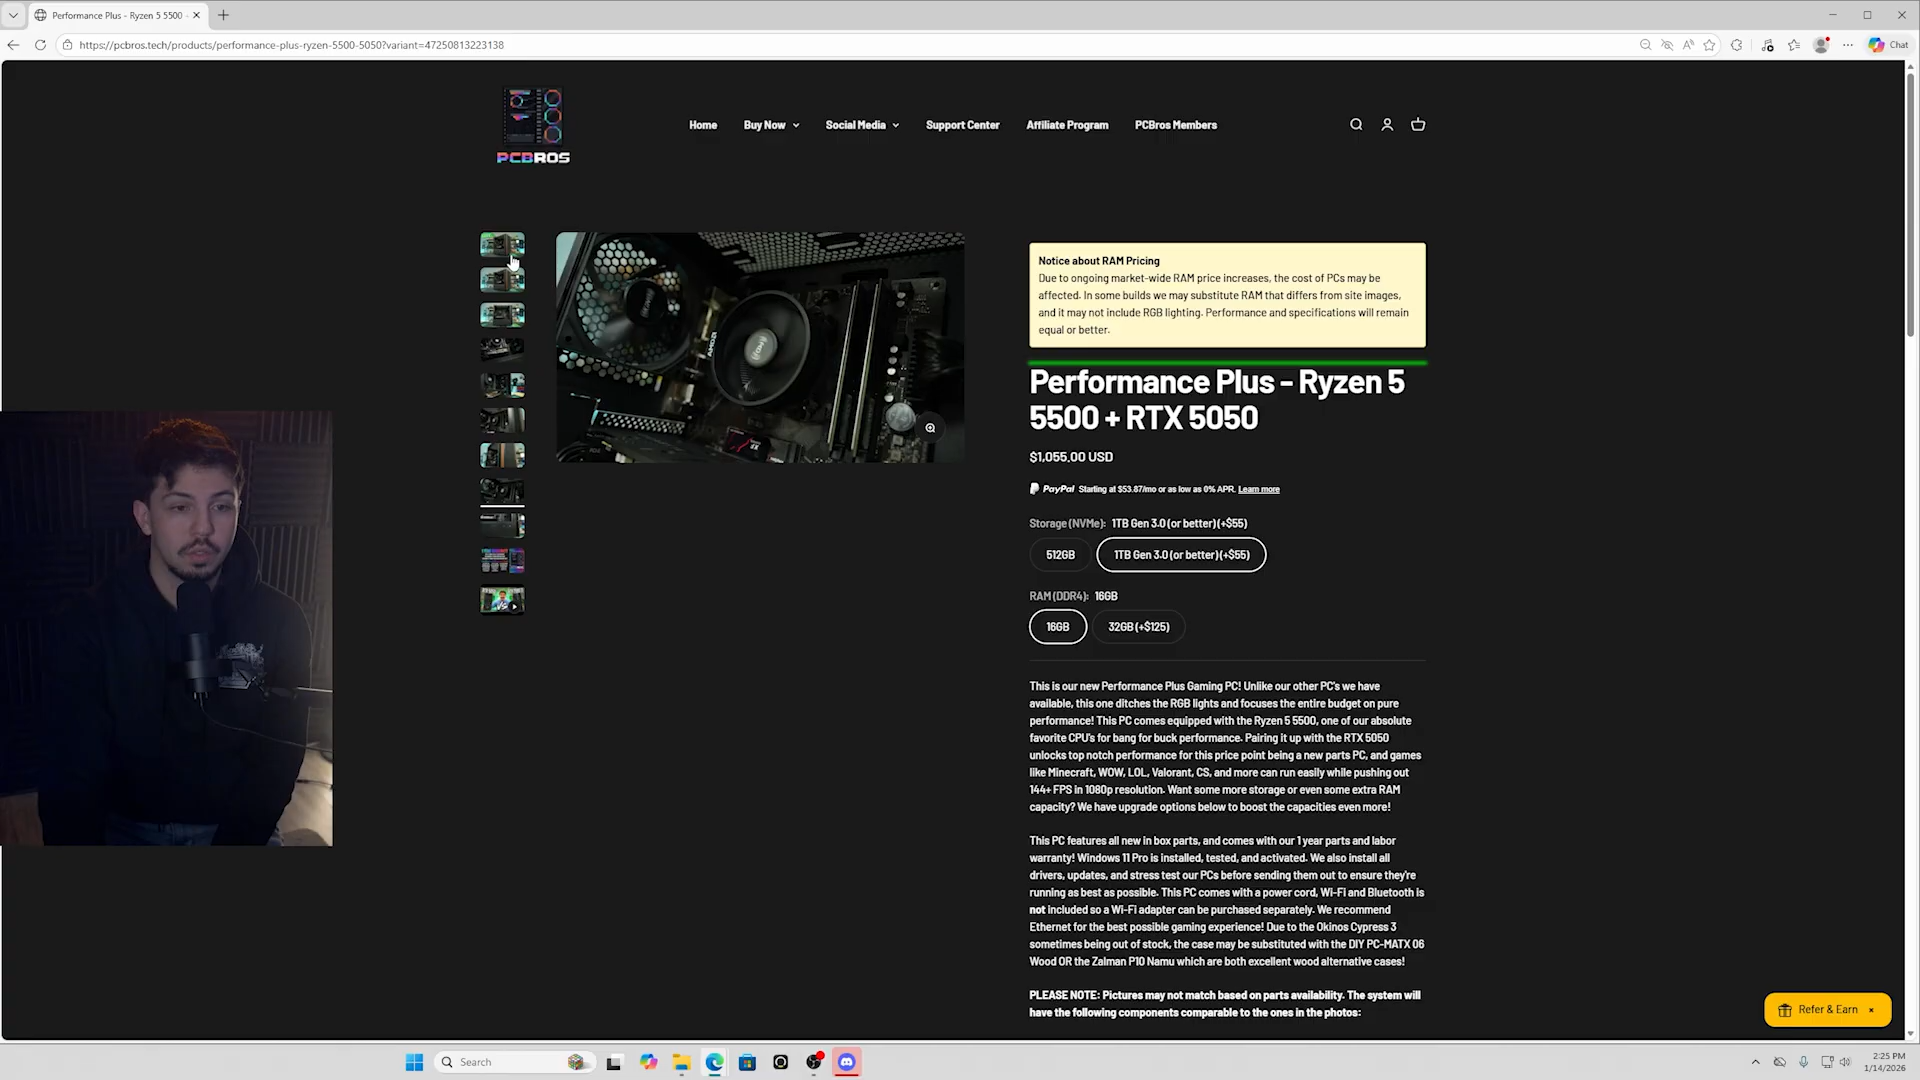 Performance Plus - Ryzen 5 5500 -
https://pcbros.tech/products/performance-plus-ryzen-5500-5050?variant=47250813223138
Chat
PCBROS
Home
Buy Now
Social Media
Support Center
Affiliate Program
PCBros Members
Notice about RAM Pricing
Due to ongoing market-wide RAM price increases, the cost of PCs may be
affected. In some builds we may substitute RAM that differs from site images,
and it may not include RGB lighting. Performance and specifications will remain
equal or better.
Performance Plus - Ryzen 5
5500 + RTX 5050
$1,055.00 USD
PayPal Starting at $53.87/mo or as low as 0% APR. Learn more
Storage (NVMe): 1TB Gen 3.0 (or better) (+$55)
512GB
1TB Gen 3.0 (or better) (+$55)
RAM (DDR4): 16GB
16GB
32GB (+$125)
This is our new Performance Plus Gaming PC! Unlike our other PC's we have
available, this one ditches the RGB lights and focuses the entire budget on pure
performance! This PC comes equipped with the Ryzen 5 5500, one of our absolute
favorite CPU's for bang for buck performance. Pairing it up with the RTX 5050
unlocks top notch performance for this price point being a new parts PC, and games
like Minecraft, WOW, LOL, Valorant, CS, and more can run easily while pushing out
144+ FPS in 1080p resolution. Want some more storage or even some extra RAM
capacity? We have upgrade options below to boost the capacities even more!
This PC features all new in box parts, and comes with our 1 year parts and labor
warranty! Windows 11 Pro is installed, tested, and activated. We also install all
drivers, updates, and stress test our PCs before sending them out to ensure they're
running as best as possible. This PC comes with a power cord, Wi-Fi and Bluetooth is
not included so a Wi-Fi adapter can be purchased separately. We recommend
Ethernet for the best possible gaming experience! Due to the Okinos Cypress 3
sometimes being out of stock, the case may be substituted with the DIY PC-MATX 06
Wood OR the Zalman P10 Namu which are both excellent wood alternative cases!
PLEASE NOTE: Pictures may not match based on parts availability. The system will
have the following components comparable to the ones in the photos:
Refer & Earn
Search
2:25 PM
1/14/2026